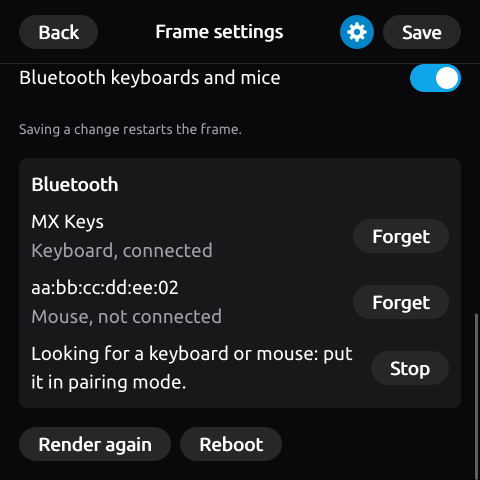 Back
Frame settings
Save
Bluetooth keyboards and mice
Saving a change restarts the frame.
Bluetooth
MX Keys
Keyboard, connected
Forget
aa:bb:cc:dd:ee:02
Mouse, not connected
Forget
Looking for a keyboard or mouse: put
it in pairing mode.
Stop
Render again
Reboot